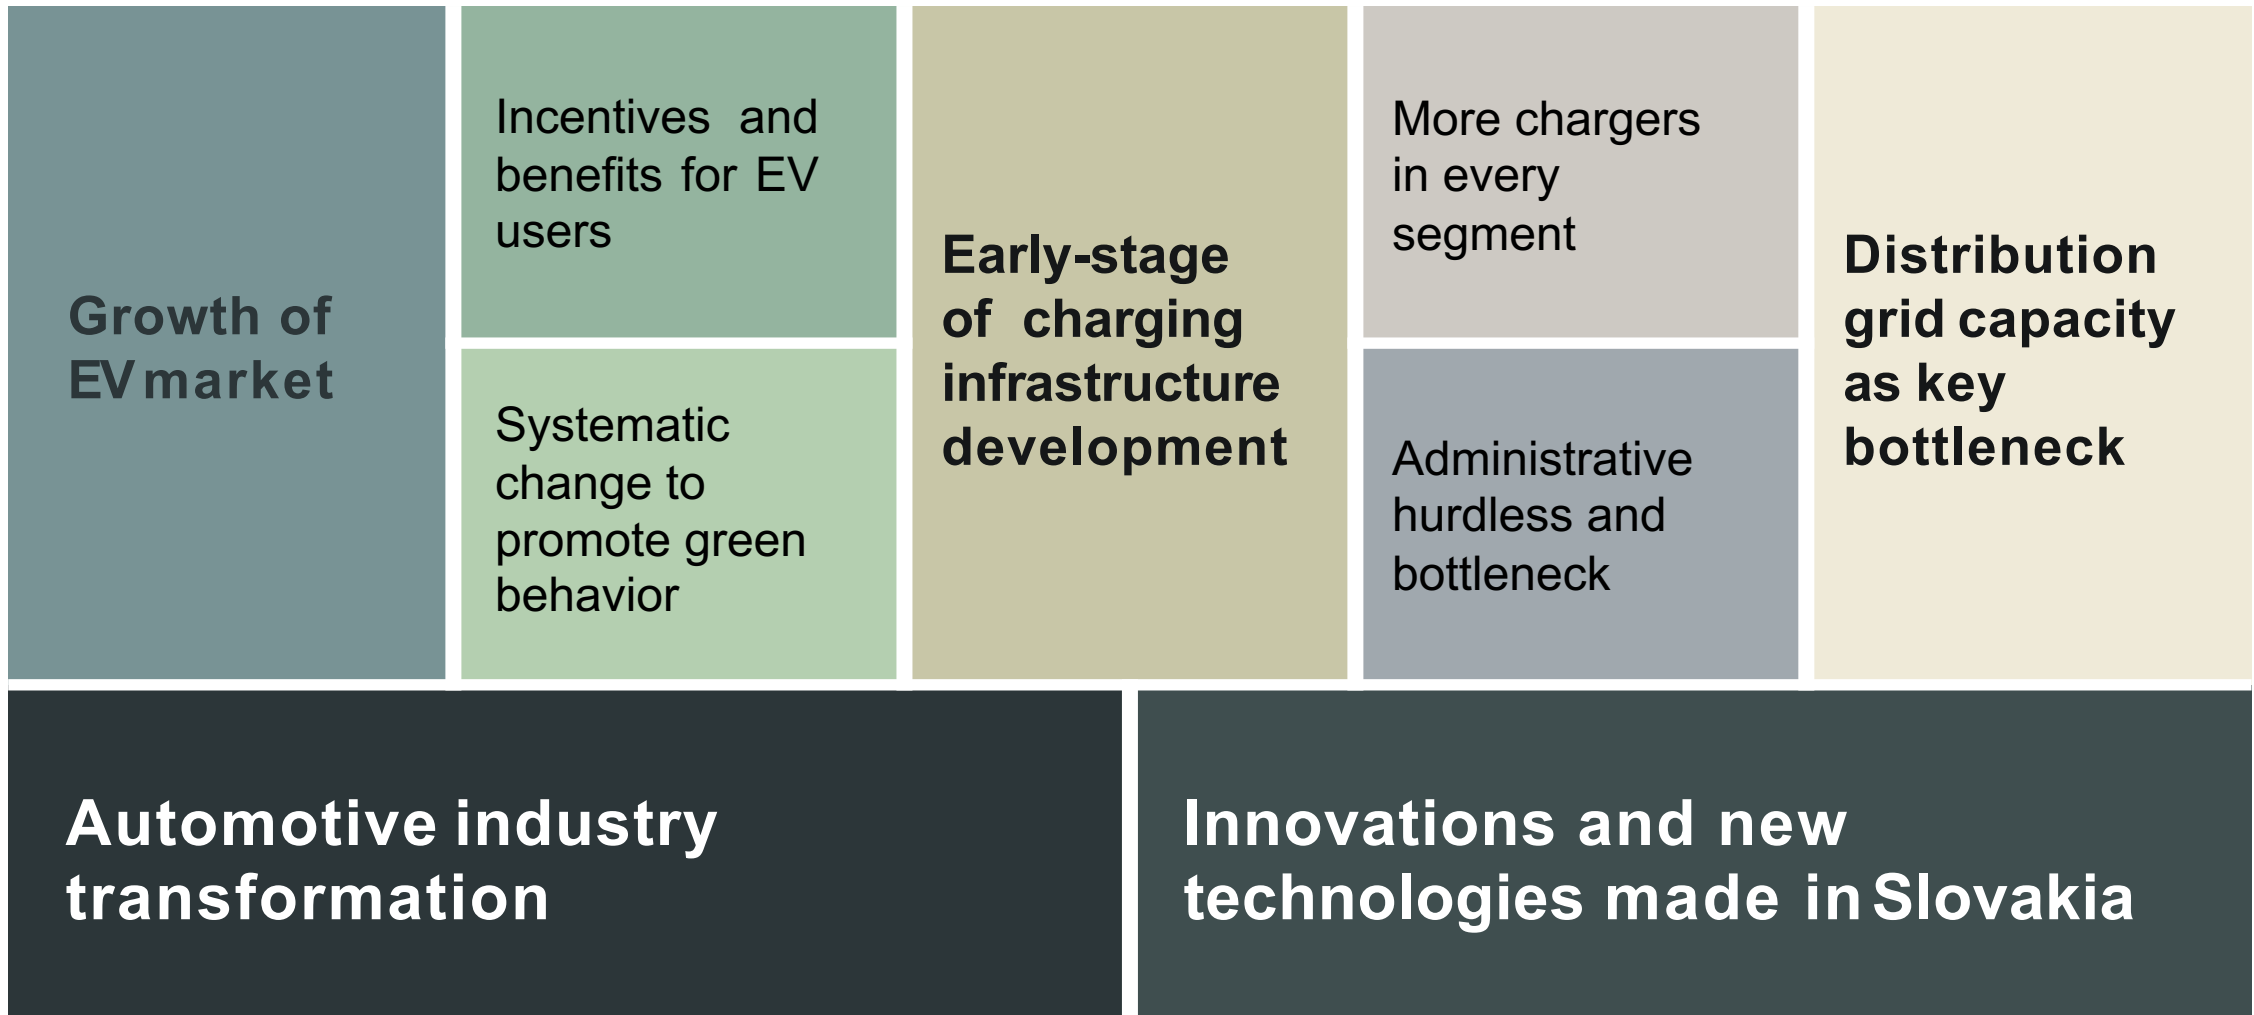 Growth of
EV market
Incentives and
benefits for EV
users
Systematic
change to
promote green
behavior
Early-stage
of charging
infrastructure
development
More chargers
in every
segment
Administrative
hurdless and
bottleneck
Distribution
grid capacity
as key
bottleneck
Automotive industry
transformation
Innovations and new
technologies made in Slovakia